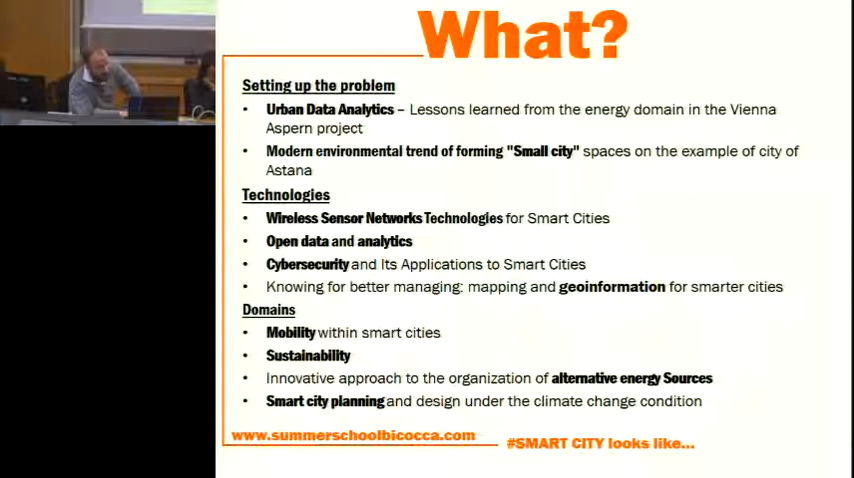 What?
Setting up the problem
• Urban Data Analytics – Lessons learned from the energy domain in the Vienna
Aspern project
• Modern environmental trend of forming "Small city" spaces on the example of city of
Astana
Technologies
• Wireless Sensor Networks Technologies for Smart Cities
• Open data and analytics
• Cybersecurity and Its Applications to Smart Cities
• Knowing for better managing: mapping and geoinformation for smarter cities
Domains
• Mobility within smart cities
• Sustainability
• Innovative approach to the organization of alternative energy Sources
• Smart city planning and design under the climate change condition
www.summerschoolbicocca.com
#SMART CITY looks like...